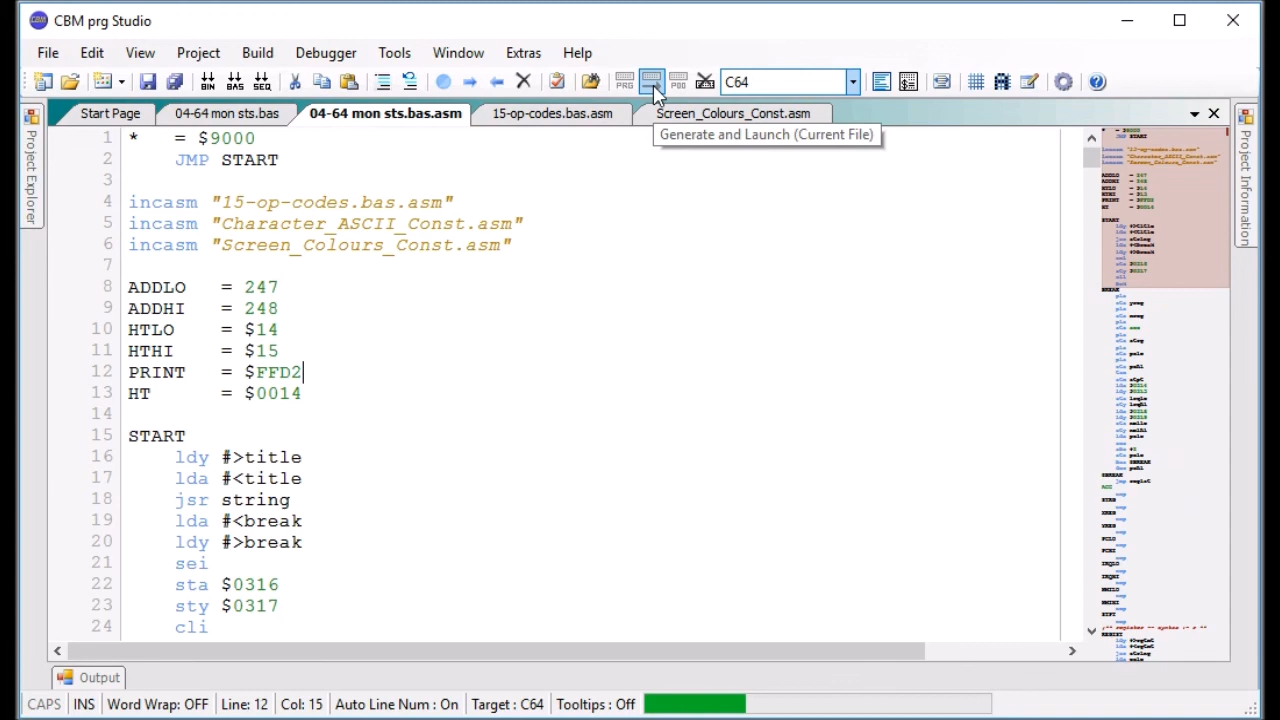 CBM prg Studio
File Edit View Project Build Debugger Tools Window Extras Help
BIN BAS SEQ PRG P00 C64
Start Page 04-64 mon sts.bas 04-64 mon sts.bas.asm 15-op-codes.bas.asm Screen_Colours_Const.asm
Generate and Launch (Current File)
Project Explorer
Project Information
1 * = $9000
2 JMP START
3
4 incasm "15-op-codes.bas.asm"
5 incasm "Character_ASCII_Const.asm"
6 incasm "Screen_Colours_Const.asm"
7
8 ADDLO = 247
9 ADDHI = 248
10 HTLO = $14
11 HTHI = $15
12 PRINT = $FFD2
13 HT = $0014
14
15 START
16 ldy #>title
17 lda #<title
18 jsr string
19 lda #<break
20 ldy #>break
21 sei
22 sta $0316
23 sty $0317
24 cli
Output
CAPS INS Word Wrap: OFF Line: 12 Col: 15 Auto Line Num : On Target : C64 Tooltips : Off